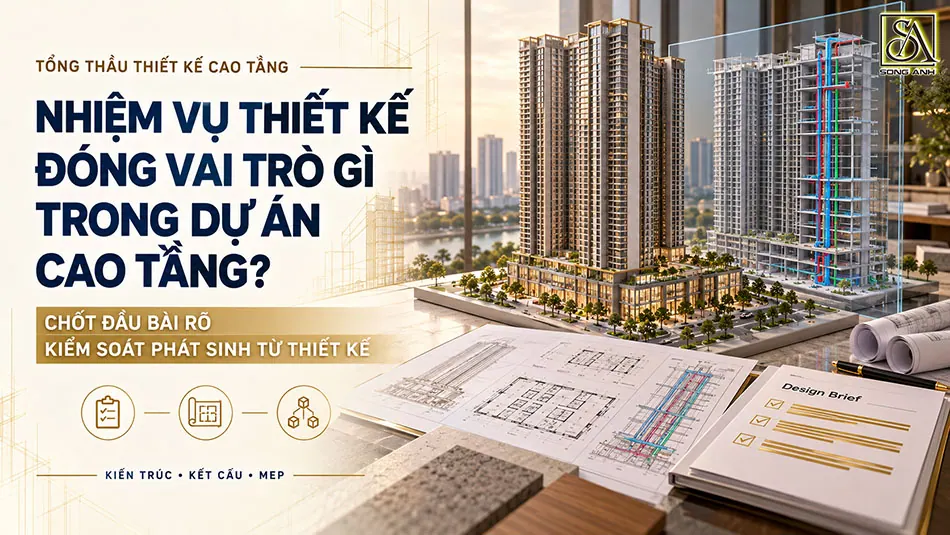 TỔNG THẦU THIẾT KẾ CAO TẦNG
NHIỆM VỤ THIẾT KẾ
ĐÓNG VAI TRÒ GÌ
TRONG DỰ ÁN
CAO TẦNG?
CHỐT ĐẦU BÀI RÕ
KIỂM SOÁT PHÁT SINH TỪ THIẾT KẾ
KIẾN TRÚC • KẾT CẤU • MEP
SA
SONG ANH
Design Brief